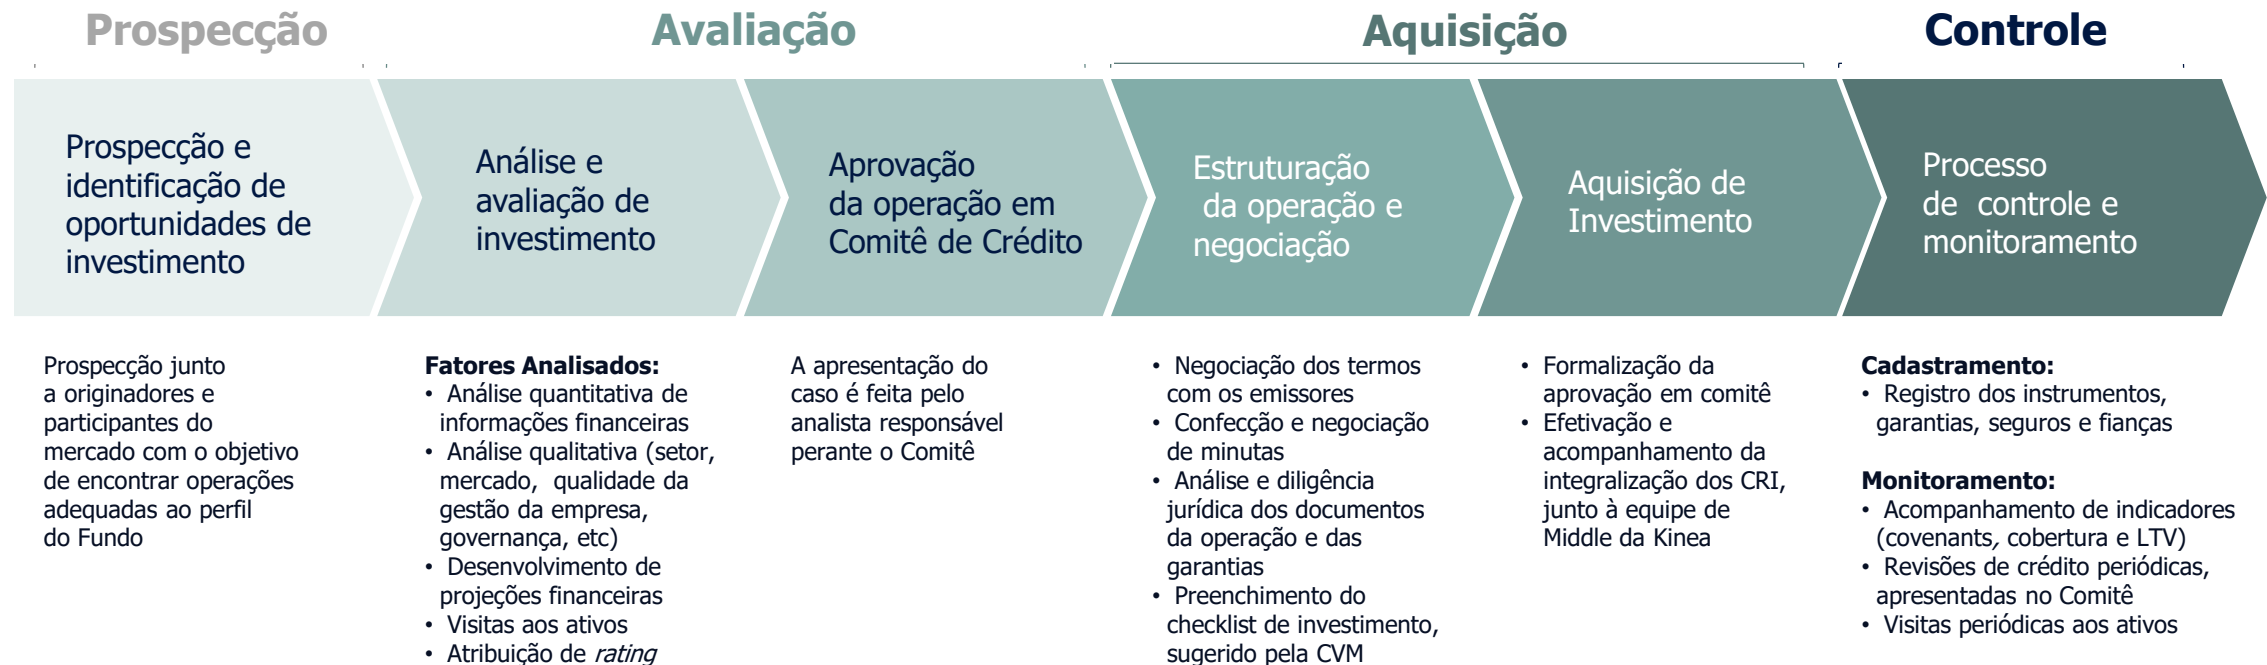 Prospecção
Avaliação
Aquisição
Controle
Prospecção e
identificação de
oportunidades de
investimento
Análise e
avaliação de
investimento
Aprovação
da operação em
Comitê de Crédito
Estruturação
da operação e
negociação
Aquisição de
Investimento
Processo
de  controle e
monitoramento
Prospecção junto
a originadores e
participantes do
mercado com o objetivo
de encontrar operações
adequadas ao perfil
do Fundo
Fatores Analisados:
• Análise quantitativa de
informações financeiras
• Análise qualitativa (setor,
mercado,  qualidade da
gestão da empresa,
governança, etc)
• Desenvolvimento de
projeções financeiras
• Visitas aos ativos
• Atribuição de rating
A apresentação do
caso é feita pelo
analista responsável
perante o Comitê
• Negociação dos termos
com os emissores
• Confecção e negociação
de minutas
• Análise e diligência
jurídica dos documentos
da operação e das
garantias
• Preenchimento do
checklist de investimento,
sugerido pela CVM
• Formalização da
aprovação em comitê
• Efetivação e
acompanhamento da
integralização dos CRI,
junto à equipe de
Middle da Kinea
Cadastramento:
• Registro dos instrumentos,
garantias, seguros e fianças
Monitoramento:
• Acompanhamento de indicadores
(covenants, cobertura e LTV)
• Revisões de crédito periódicas,
apresentadas no Comitê
• Visitas periódicas aos ativos